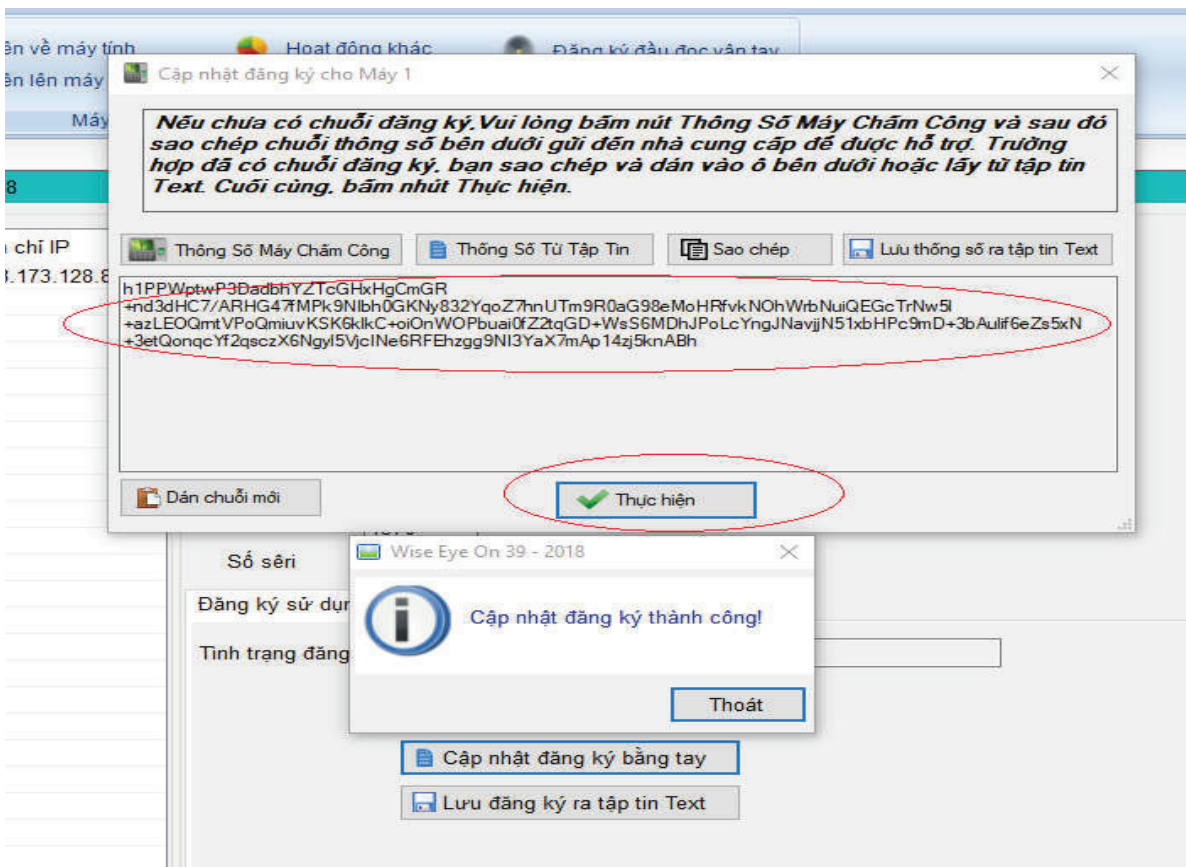 ên về máy tính
Hoạt động khác
Đăng ký đầu đọc vân tay
ên lên máy
Máy
Cập nhật đăng ký cho Máy 1
Nếu chưa có chuỗi đăng ký,Vui lòng bấm nút Thông Số Máy Chấm Công và sau đó
sao chép chuỗi thông số bên dưới gửi đến nhà cung cấp để được hỗ trợ. Trường
hợp đã có chuỗi đăng ký, bạn sao chép và dán vào ô bên dưới hoặc lấy từ tập tin
Text. Cuối cùng, bấm nhút Thực hiện.
8
chỉ IP
3.173.128.8
Thông Số Máy Chấm Công
Thống Số Từ Tập Tin
Sao chép
Lưu thống số ra tập tin Text
h1PPWptwP3DadbhYZTcGHxHgCmGR
+nd3dHC7/ARHG47fMPk9NIbh0GKNy832YqoZ7hnUTm9R0aG98eMoHRfvkNOhWrbNuiQEGcTrNw5l
+azLEOQmtVPoQmiuvKSK6klkC+oiOnWOPbuai0fZ2tqGD+WsS6MDhJPoLcYngJNavjjN51xbHPc9mD+3bAulif6eZs5xN
+3etQonqcYf2qsczX6Ngyl5VjcINe6RFEhzgg9NI3YaX7mAp14zj5knABh
Dán chuỗi mới
Thực hiện
Số sêri
Wise Eye On 39 - 2018
Cập nhật đăng ký thành công!
Thoát
Đăng ký sử dụn
Tình trạng đăng
Cập nhật đăng ký bằng tay
Lưu đăng ký ra tập tin Text